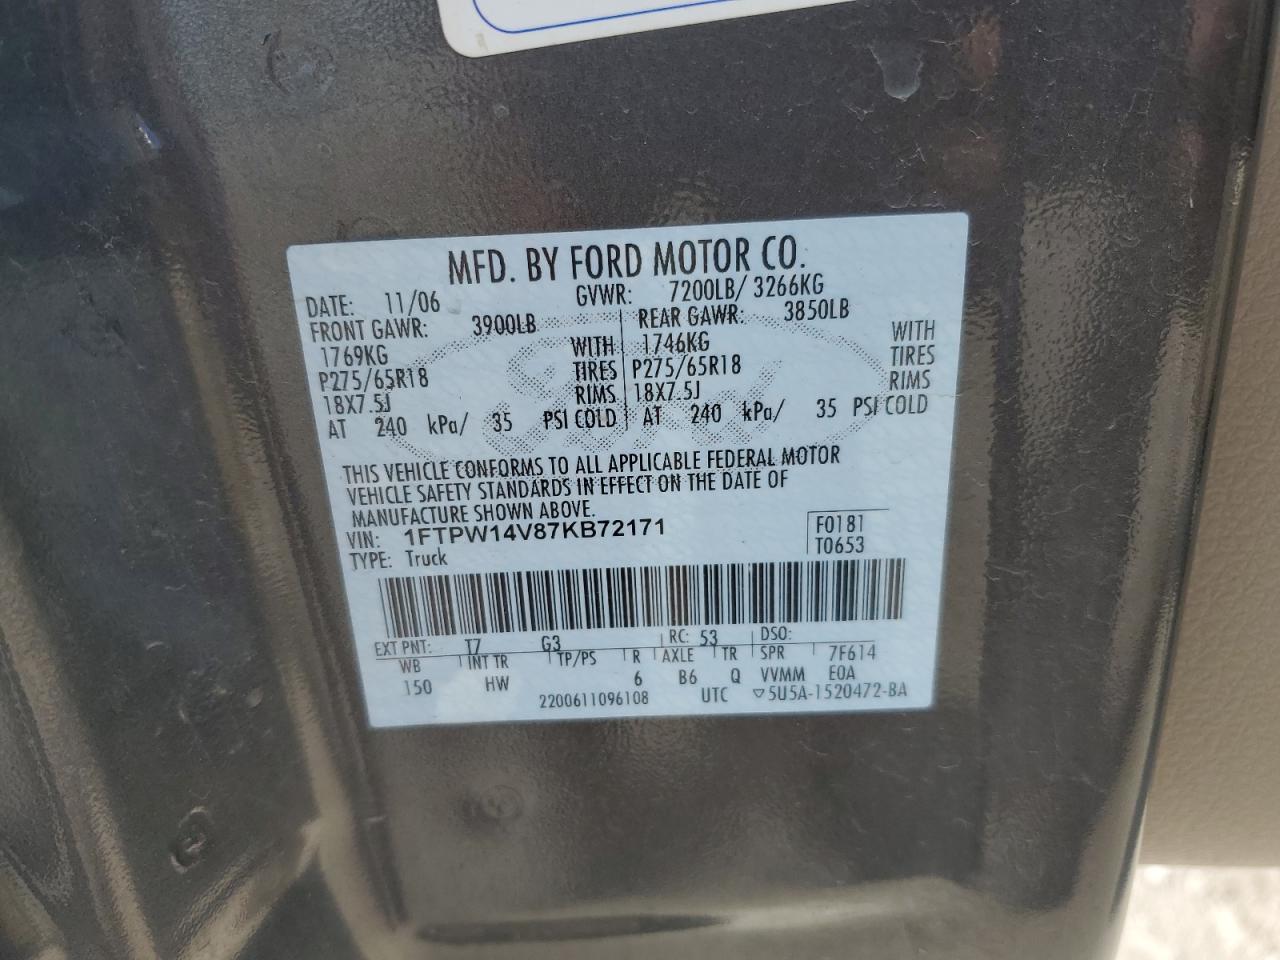 MFD. BY FORD MOTOR CO.
DATE: 11/06 GVWR: 7200LB/ 3266KG
FRONT GAWR: 3900LB REAR GAWR: 3850LB
1769KG WITH 1746KG WITH
P275/65R18 TIRES P275/65R18 TIRES
18X7.5J RIMS 18X7.5J RIMS
AT 240 kPa/ 35 PSI COLD AT 240 kPa/ 35 PSI COLD
THIS VEHICLE CONFORMS TO ALL APPLICABLE FEDERAL MOTOR
VEHICLE SAFETY STANDARDS IN EFFECT ON THE DATE OF
MANUFACTURE SHOWN ABOVE.
VIN: 1FTPW14V87KB72171 F0181
TYPE: Truck T0653
EXT PNT: T7 G3 RC: 53 DSO:
WB INT TR TP/PS R AXLE TR SPR 7F614
150 HW 6 B6 Q VVMM E0A
2200611096108 UTC ▽5U5A-1520472-BA